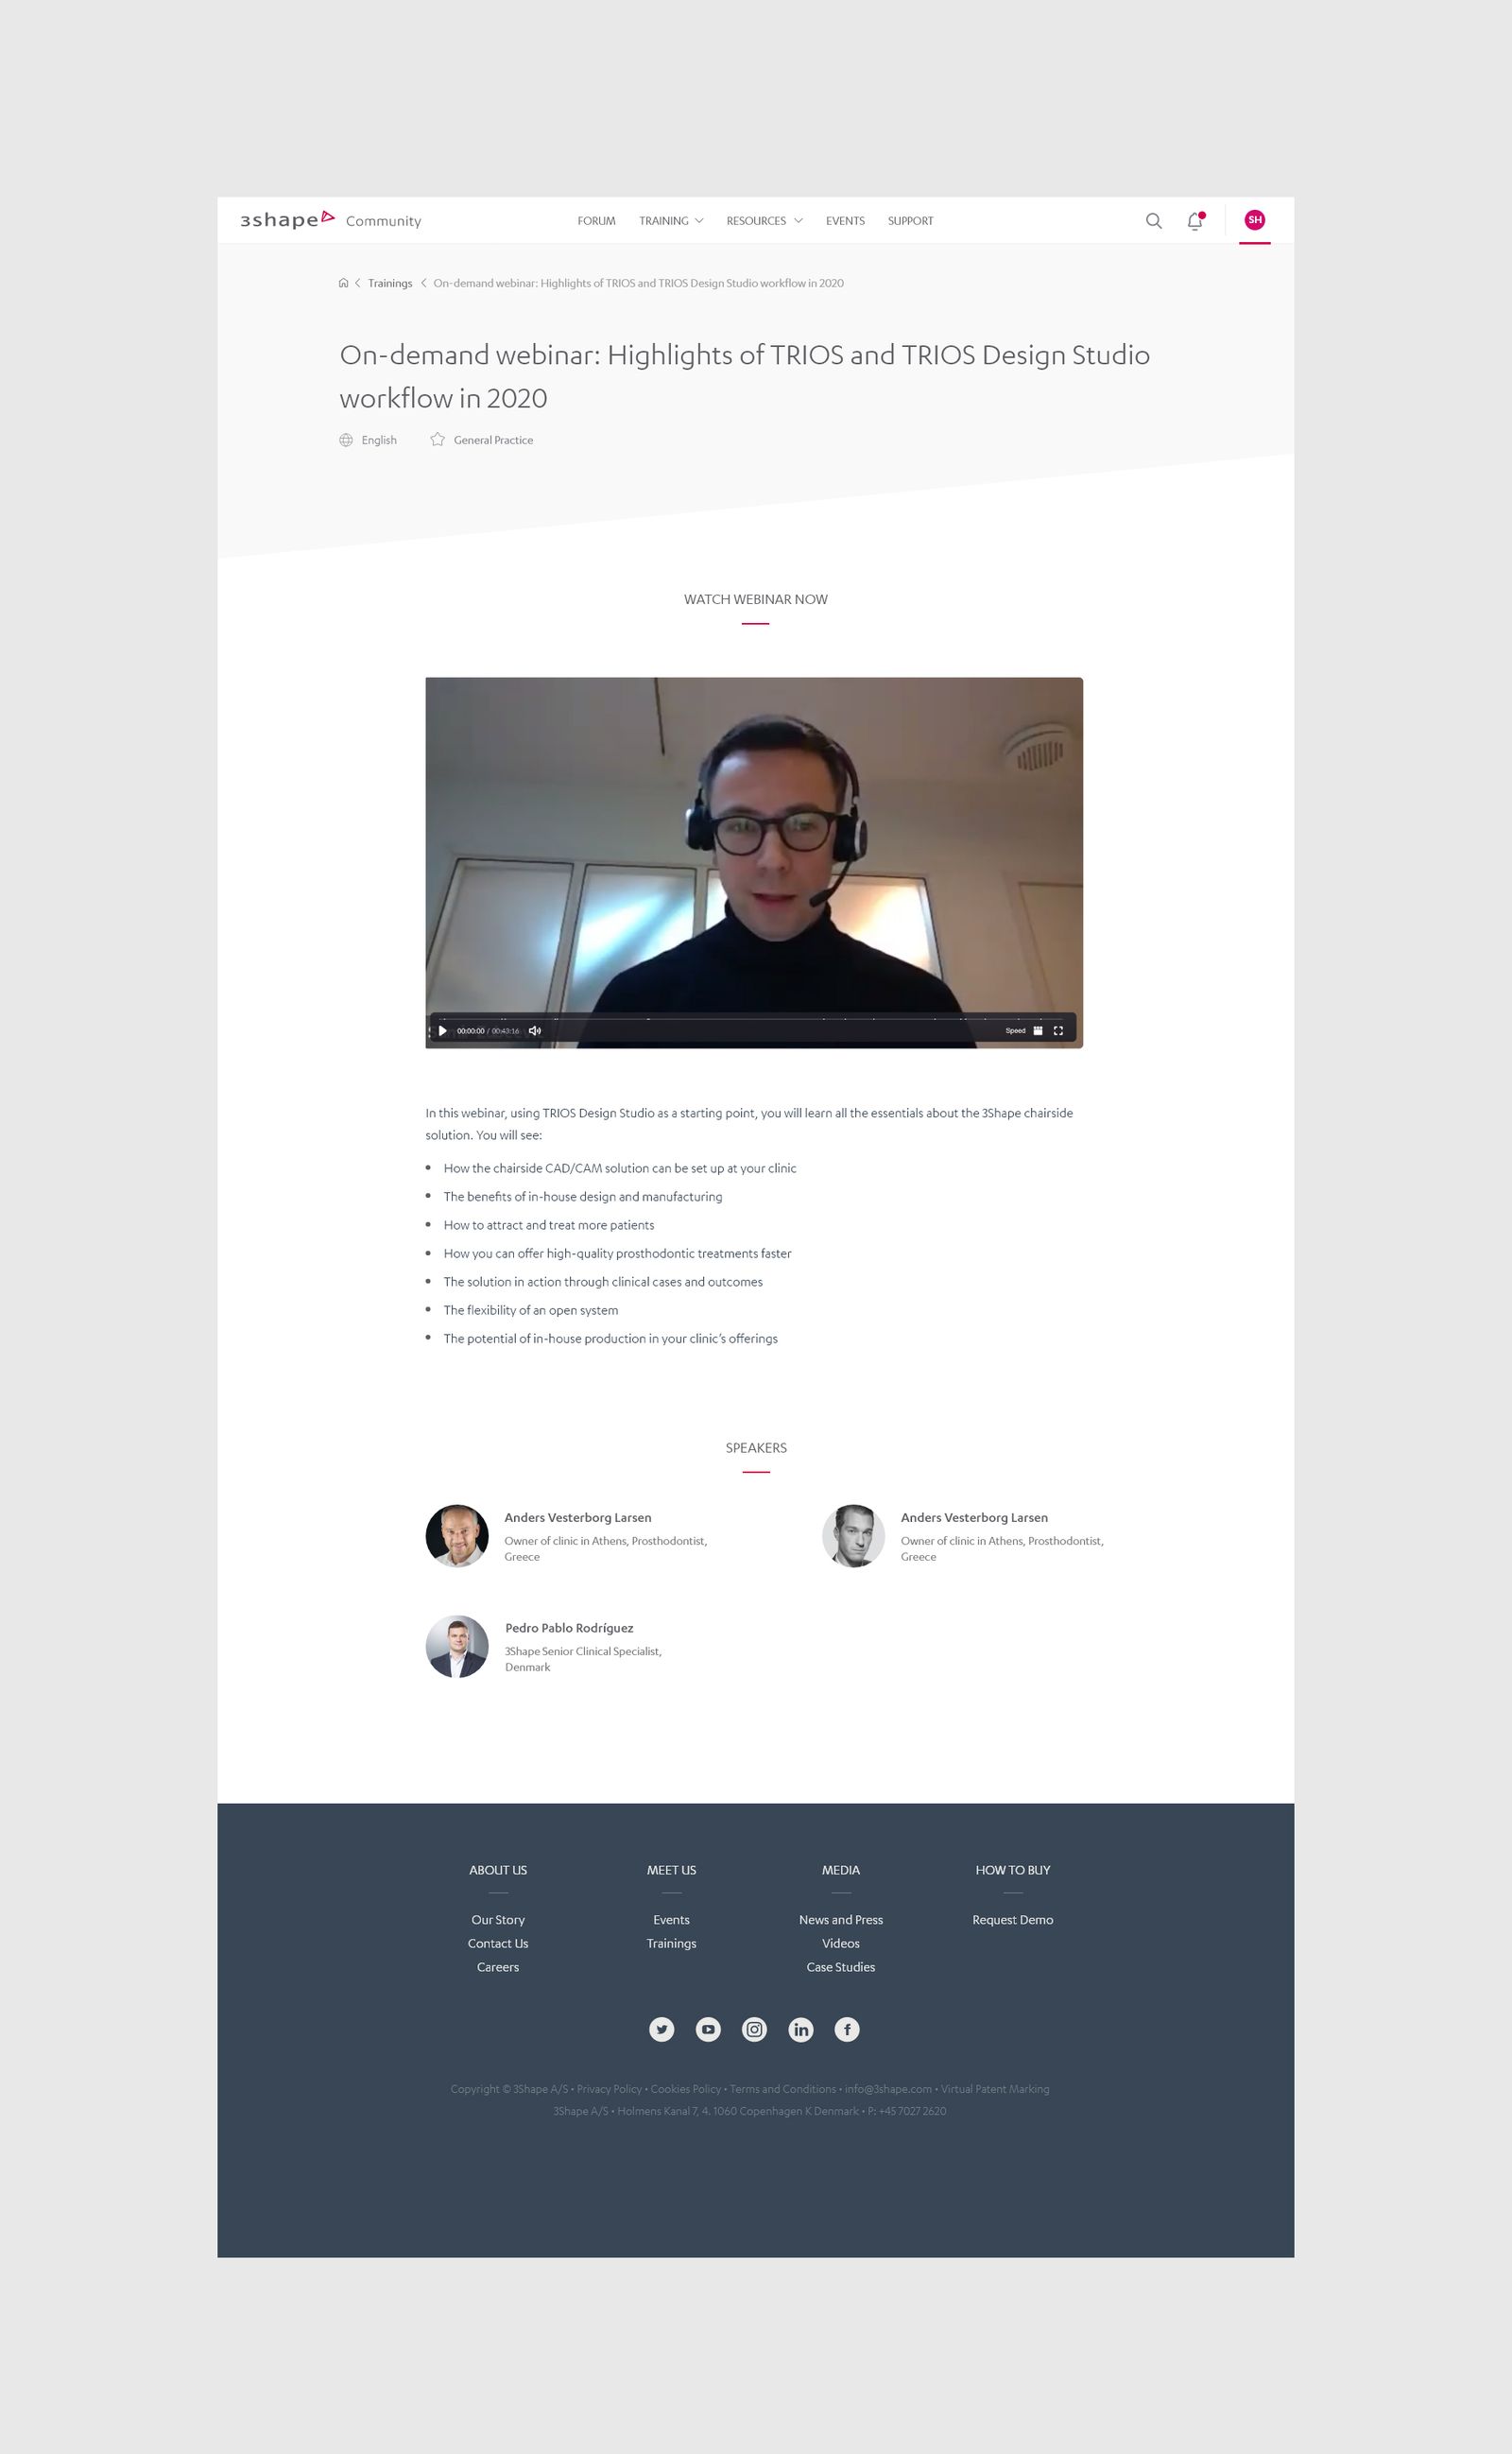 3shape Community
FORUM TRAINING RESOURCES EVENTS SUPPORT
SH
Trainings On-demand webinar: Highlights of TRIOS and TRIOS Design Studio workflow in 2020
On-demand webinar: Highlights of TRIOS and TRIOS Design Studio
workflow in 2020
English General Practice
WATCH WEBINAR NOW
00:00:00 / 00:43:16 Speed
In this webinar, using TRIOS Design Studio as a starting point, you will learn all the essentials about the 3Shape chairside
solution. You will see:
• How the chairside CAD/CAM solution can be set up at your clinic
• The benefits of in-house design and manufacturing
• How to attract and treat more patients
• How you can offer high-quality prosthodontic treatments faster
• The solution in action through clinical cases and outcomes
• The flexibility of an open system
• The potential of in-house production in your clinic's offerings
SPEAKERS
Anders Vesterborg Larsen
Owner of clinic in Athens, Prosthodontist,
Greece
Anders Vesterborg Larsen
Owner of clinic in Athens, Prosthodontist,
Greece
Pedro Pablo Rodríguez
3Shape Senior Clinical Specialist,
Denmark
ABOUT US
Our Story
Contact Us
Careers
MEET US
Events
Trainings
MEDIA
News and Press
Videos
Case Studies
HOW TO BUY
Request Demo
Copyright © 3Shape A/S • Privacy Policy • Cookies Policy • Terms and Conditions • info@3shape.com • Virtual Patent Marking
3Shape A/S • Holmens Kanal 7, 4. 1060 Copenhagen K Denmark • P: +45 7027 2620